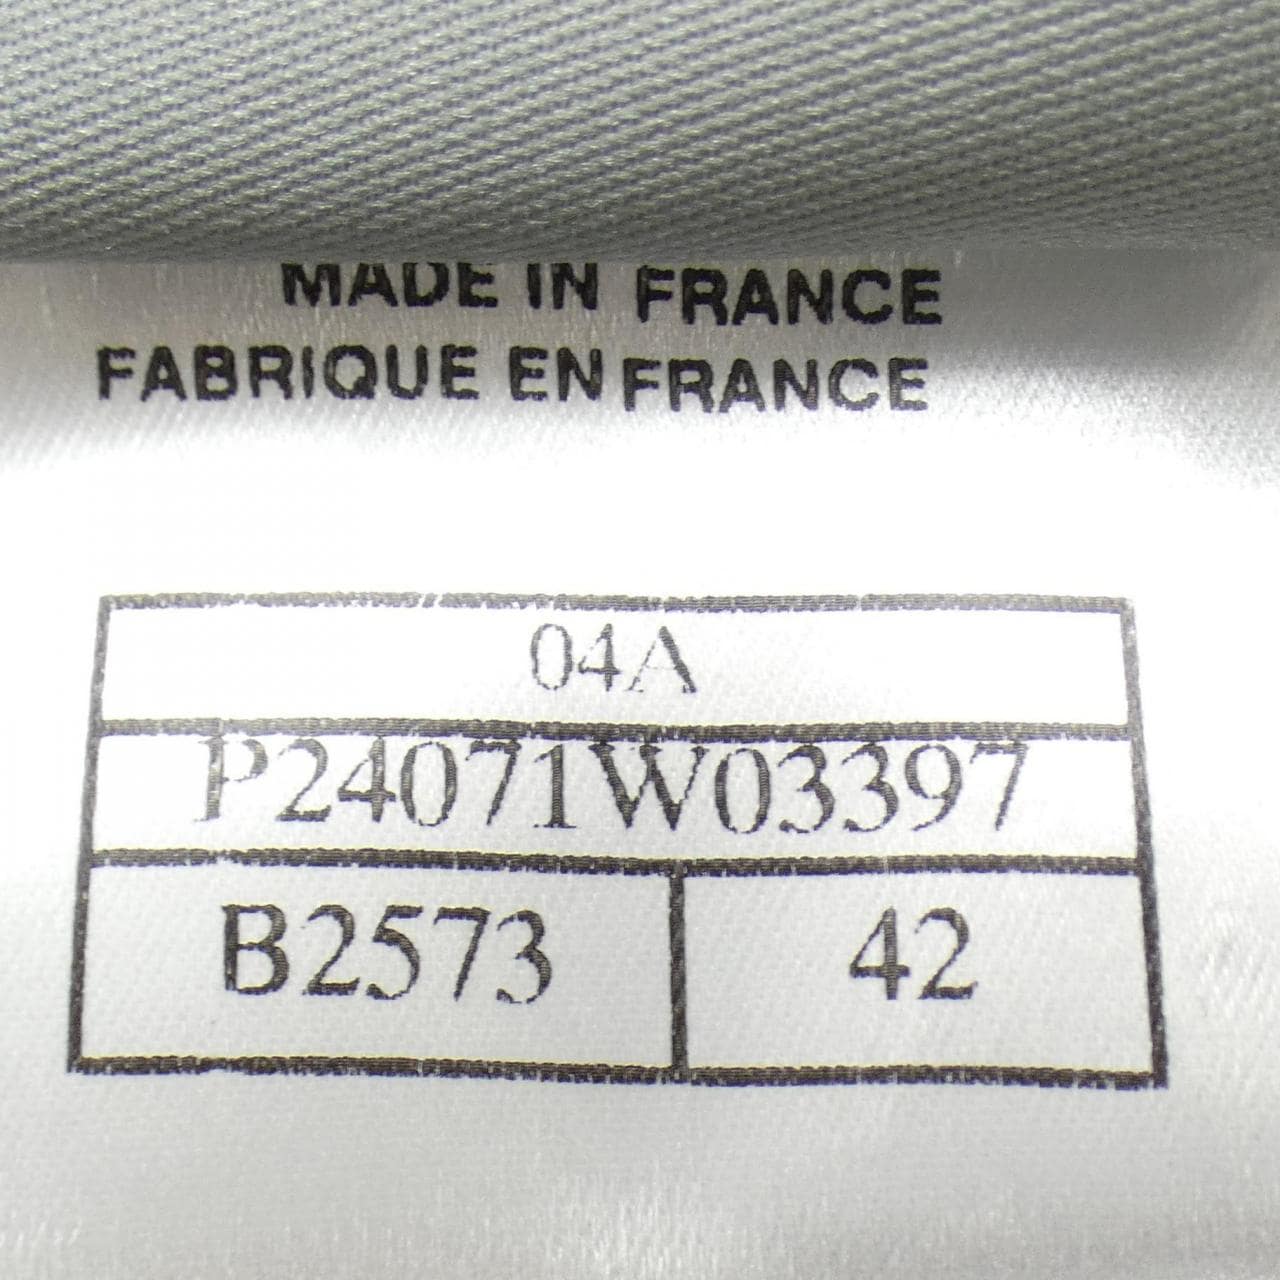 MADE IN FRANCE
FABRIQUE EN FRANCE
04A
P24071W03397
B2573 42